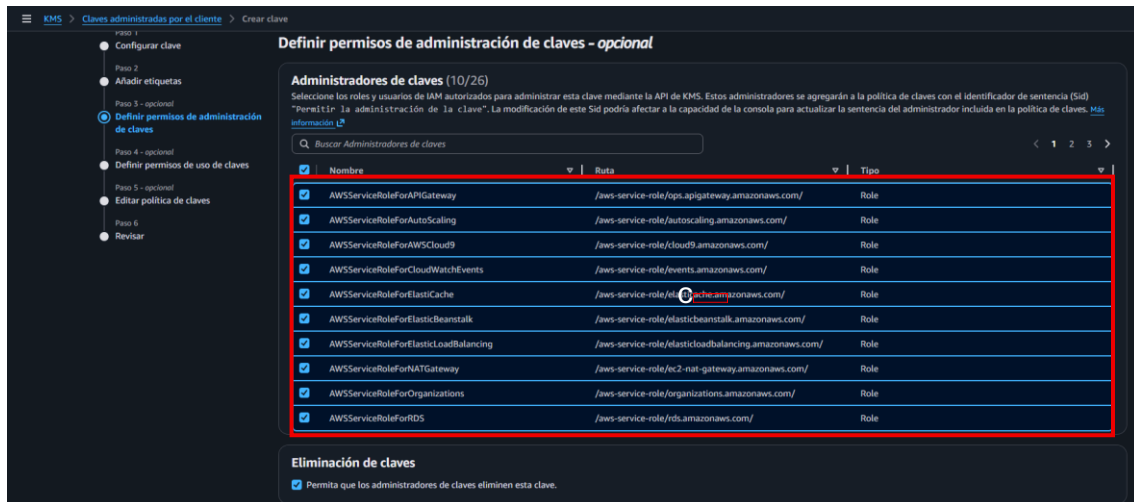 KMS > Claves administradas por el cliente > Crear clave
Paso 1
Configurar clave
Paso 2
Añadir etiquetas
Paso 3 - opcional
Definir permisos de administración
de claves
Paso 4 - opcional
Definir permisos de uso de claves
Paso 5 - opcional
Editar política de claves
Paso 6
Revisar
Definir permisos de administración de claves - opcional
Administradores de claves (10/26)
Seleccione los roles y usuarios de IAM autorizados para administrar esta clave mediante la API de KMS. Estos administradores se agregarán a la política de claves con el identificador de sentencia (Sid)
"Permitir la administración de la clave". La modificación de este Sid podría afectar a la capacidad de la consola para actualizar la sentencia del administrador incluida en la política de claves. Más
información
Buscar Administradores de claves
< 1 2 3 >
Nombre Ruta Tipo
AWSServiceRoleForAPIGateway /aws-service-role/ops.apigateway.amazonaws.com/ Role
AWSServiceRoleForAutoScaling /aws-service-role/autoscaling.amazonaws.com/ Role
AWSServiceRoleForAWSCloud9 /aws-service-role/cloud9.amazonaws.com/ Role
AWSServiceRoleForCloudWatchEvents /aws-service-role/events.amazonaws.com/ Role
AWSServiceRoleForElastiCache /aws-service-role/elasticache.amazonaws.com/ Role
AWSServiceRoleForElasticBeanstalk /aws-service-role/elasticbeanstalk.amazonaws.com/ Role
AWSServiceRoleForElasticLoadBalancing /aws-service-role/elasticloadbalancing.amazonaws.com/ Role
AWSServiceRoleForNATGateway /aws-service-role/ec2-nat-gateway.amazonaws.com/ Role
AWSServiceRoleForOrganizations /aws-service-role/organizations.amazonaws.com/ Role
AWSServiceRoleForRDS /aws-service-role/rds.amazonaws.com/ Role
Eliminación de claves
Permita que los administradores de claves eliminen esta clave.